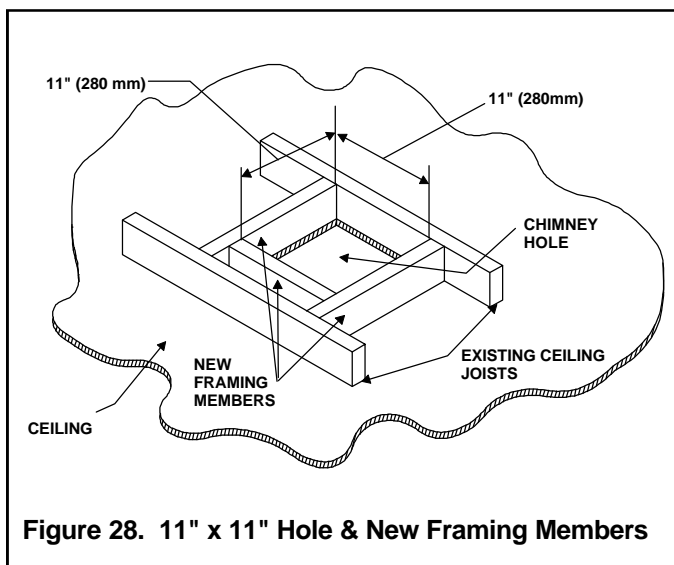 11" (280 mm)
11" (280mm)
CHIMNEY
HOLE
NEW
FRAMING
MEMBERS
EXISTING CEILING
JOISTS
CEILING
Figure 28. 11" x 11" Hole & New Framing Members